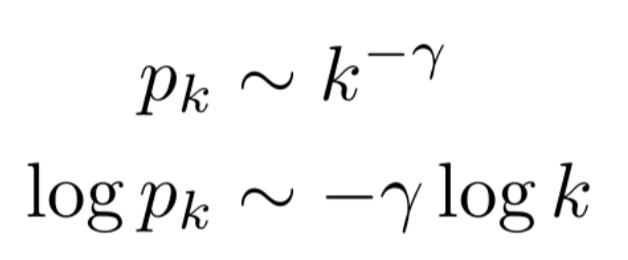 p_k ∼ k^{−γ}
log p_k ∼ −γ log k